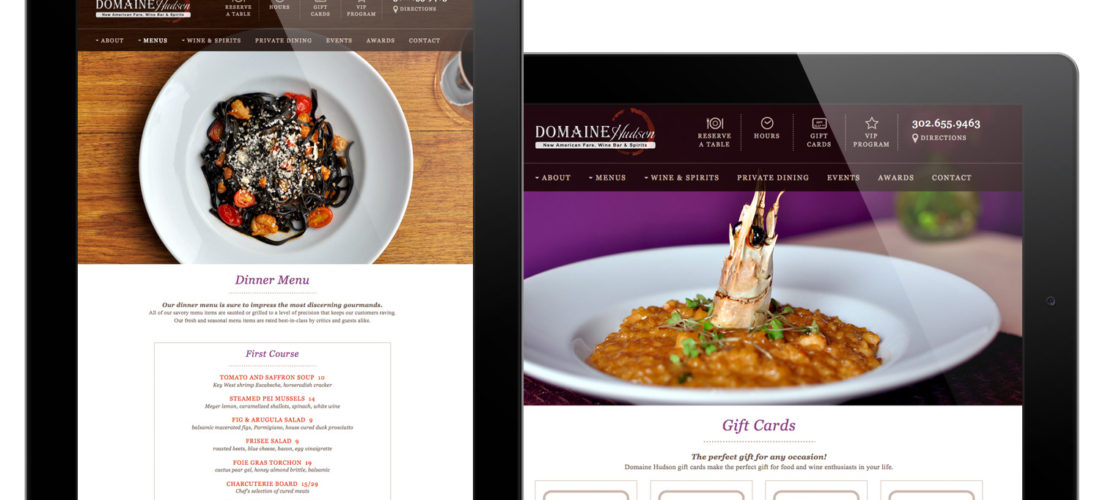 DOMAINE Hudson
New American Fare, Wine Bar & Spirits
RESERVE
A TABLE
HOURS
GIFT
CARDS
VIP
PROGRAM
DIRECTIONS
ABOUT MENUS WINE & SPIRITS PRIVATE DINING EVENTS AWARDS CONTACT
Dinner Menu
Our dinner menu is sure to impress the most discerning gourmands.
All of our savory menu items are sautéd or grilled to a level of precision that keeps our customers raving.
Our fresh and seasonal menu items are rated best-in-class by critics and guests alike.
First Course
TOMATO AND SAFFRON SOUP 10
Key West shrimp Escabeche, horseradish cracker
STEAMED PEI MUSSELS 14
Meyer lemon, caramelized shallots, spinach, white wine
FIG & ARUGULA SALAD 9
balsamic macerated figs, Parmigiano, house cured duck prosciutto
FRISEE SALAD 9
roasted beets, blue cheese, bacon, egg vinaigrette
FOIE GRAS TORCHON 19
cactus pear gel, honey almond brittle, balsamic
CHARCUTERIE BOARD 15/29
Chef's selection of cured meats
DOMAINE Hudson
New American Fare, Wine Bar & Spirits
RESERVE
A TABLE
HOURS
GIFT
CARDS
VIP
PROGRAM
302.655.9463
DIRECTIONS
ABOUT MENUS WINE & SPIRITS PRIVATE DINING EVENTS AWARDS CONTACT
Gift Cards
The perfect gift for any occasion!
Domaine Hudson gift cards make the perfect gift for food and wine enthusiasts in your life.